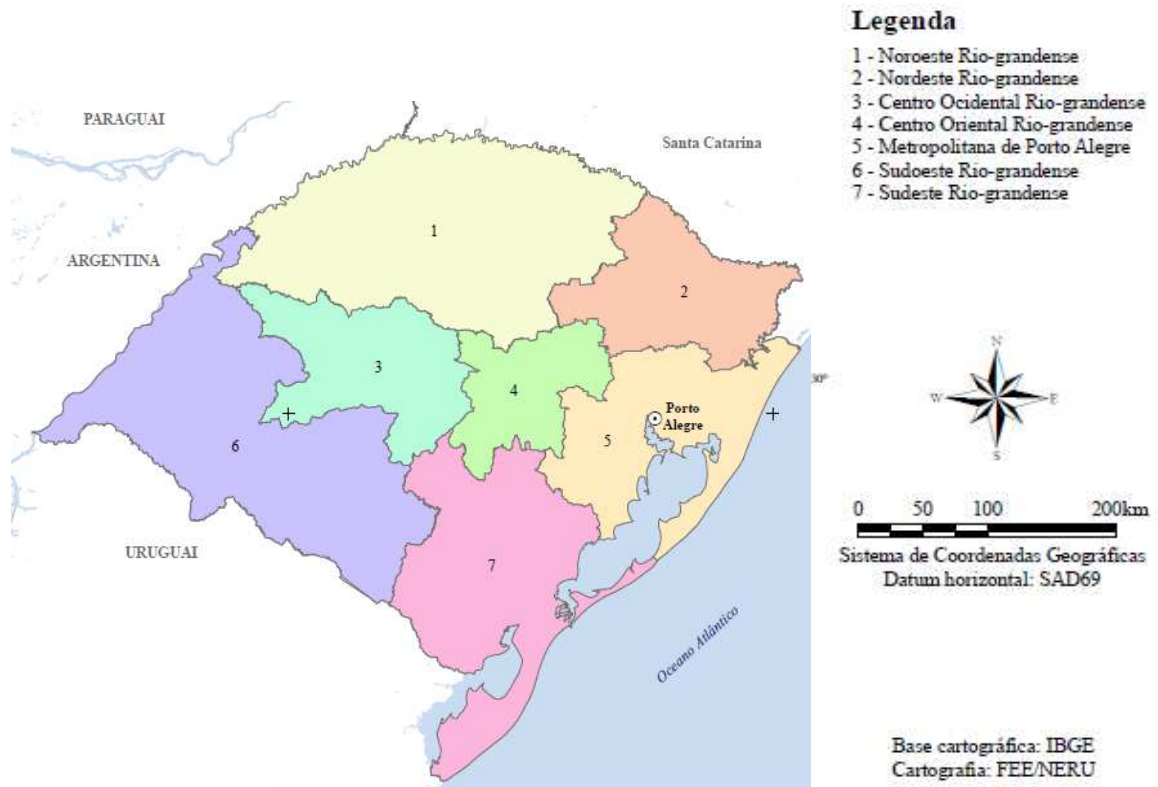 Legenda
1 - Noroeste Rio-grandense
2 - Nordeste Rio-grandense
3 - Centro Ocidental Rio-grandense
4 - Centro Oriental Rio-grandense
5 - Metropolitana de Porto Alegre
6 - Sudoeste Rio-grandense
7 - Sudeste Rio-grandense
PARAGUAI
Santa Catarina
ARGENTINA
1
2
3
4
Porto
Alegre
5
6
URUGUAI
7
Oceano Atlântico
30°
N
W
E
S
0 50 100 200km
Sistema de Coordenadas Geográficas
Datum horizontal: SAD69
Base cartográfica: IBGE
Cartografia: FEE/NERU